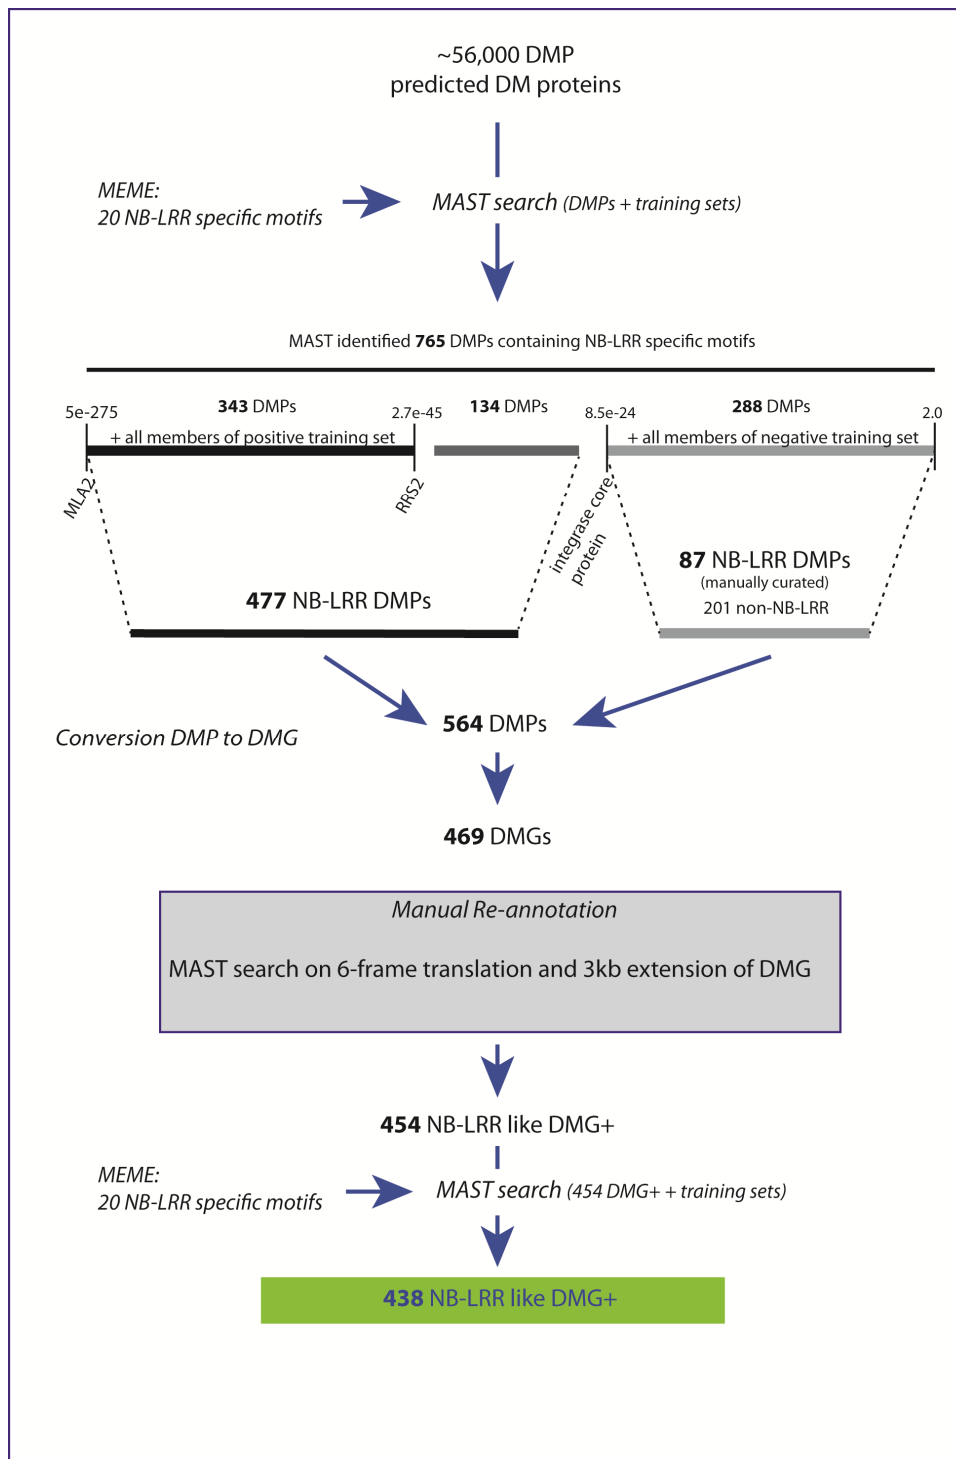 ~56,000 DMP
predicted DM proteins
MEME:
20 NB-LRR specific motifs
MAST search (DMPs + training sets)
MAST identified 765 DMPs containing NB-LRR specific motifs
5e-275
343 DMPs
2.7e-45
134 DMPs
8.5e-24
288 DMPs
2.0
+ all members of positive training set
+ all members of negative training set
MLA2
RRS2
integrase core
protein
477 NB-LRR DMPs
87 NB-LRR DMPs
(manually curated)
201 non-NB-LRR
564 DMPs
Conversion DMP to DMG
469 DMGs
Manual Re-annotation
MAST search on 6-frame translation and 3kb extension of DMG
454 NB-LRR like DMG+
MEME:
20 NB-LRR specific motifs
MAST search (454 DMG+ + training sets)
438 NB-LRR like DMG+